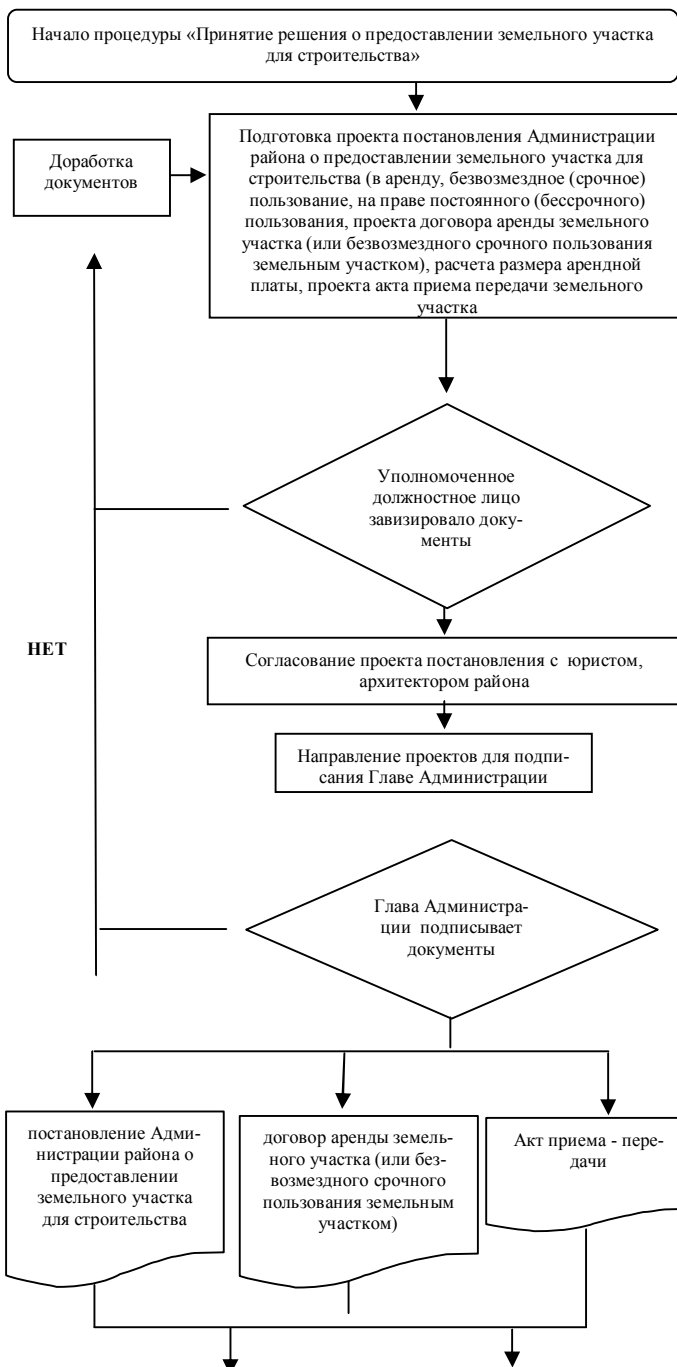 Начало процедуры «Принятие решения о предоставлении земельного участка
для строительства»
Подготовка проекта постановления Администрации
района о предоставлении земельного участка для
строительства (в аренду, безвозмездное (срочное)
пользование, на праве постоянного (бессрочного)
пользования, проекта договора аренды земельного
участка (или безвозмездного срочного пользования
земельным участком), расчета размера арендной
платы, проекта акта приема передачи земельного
участка
Доработка
документов
Уполномоченное
должностное лицо
завизировало доку-
менты
НЕТ
Согласование проекта постановления с юристом,
архитектором района
Направление проектов для подпи-
сания Главе Администрации
Глава Администра-
ции подписывает
документы
постановление Адми-
нистрации района о
предоставлении
земельного участка
для строительства
договор аренды земель-
ного участка (или без-
возмездного срочного
пользования земельным
участком)
Акт приема - пере-
дачи